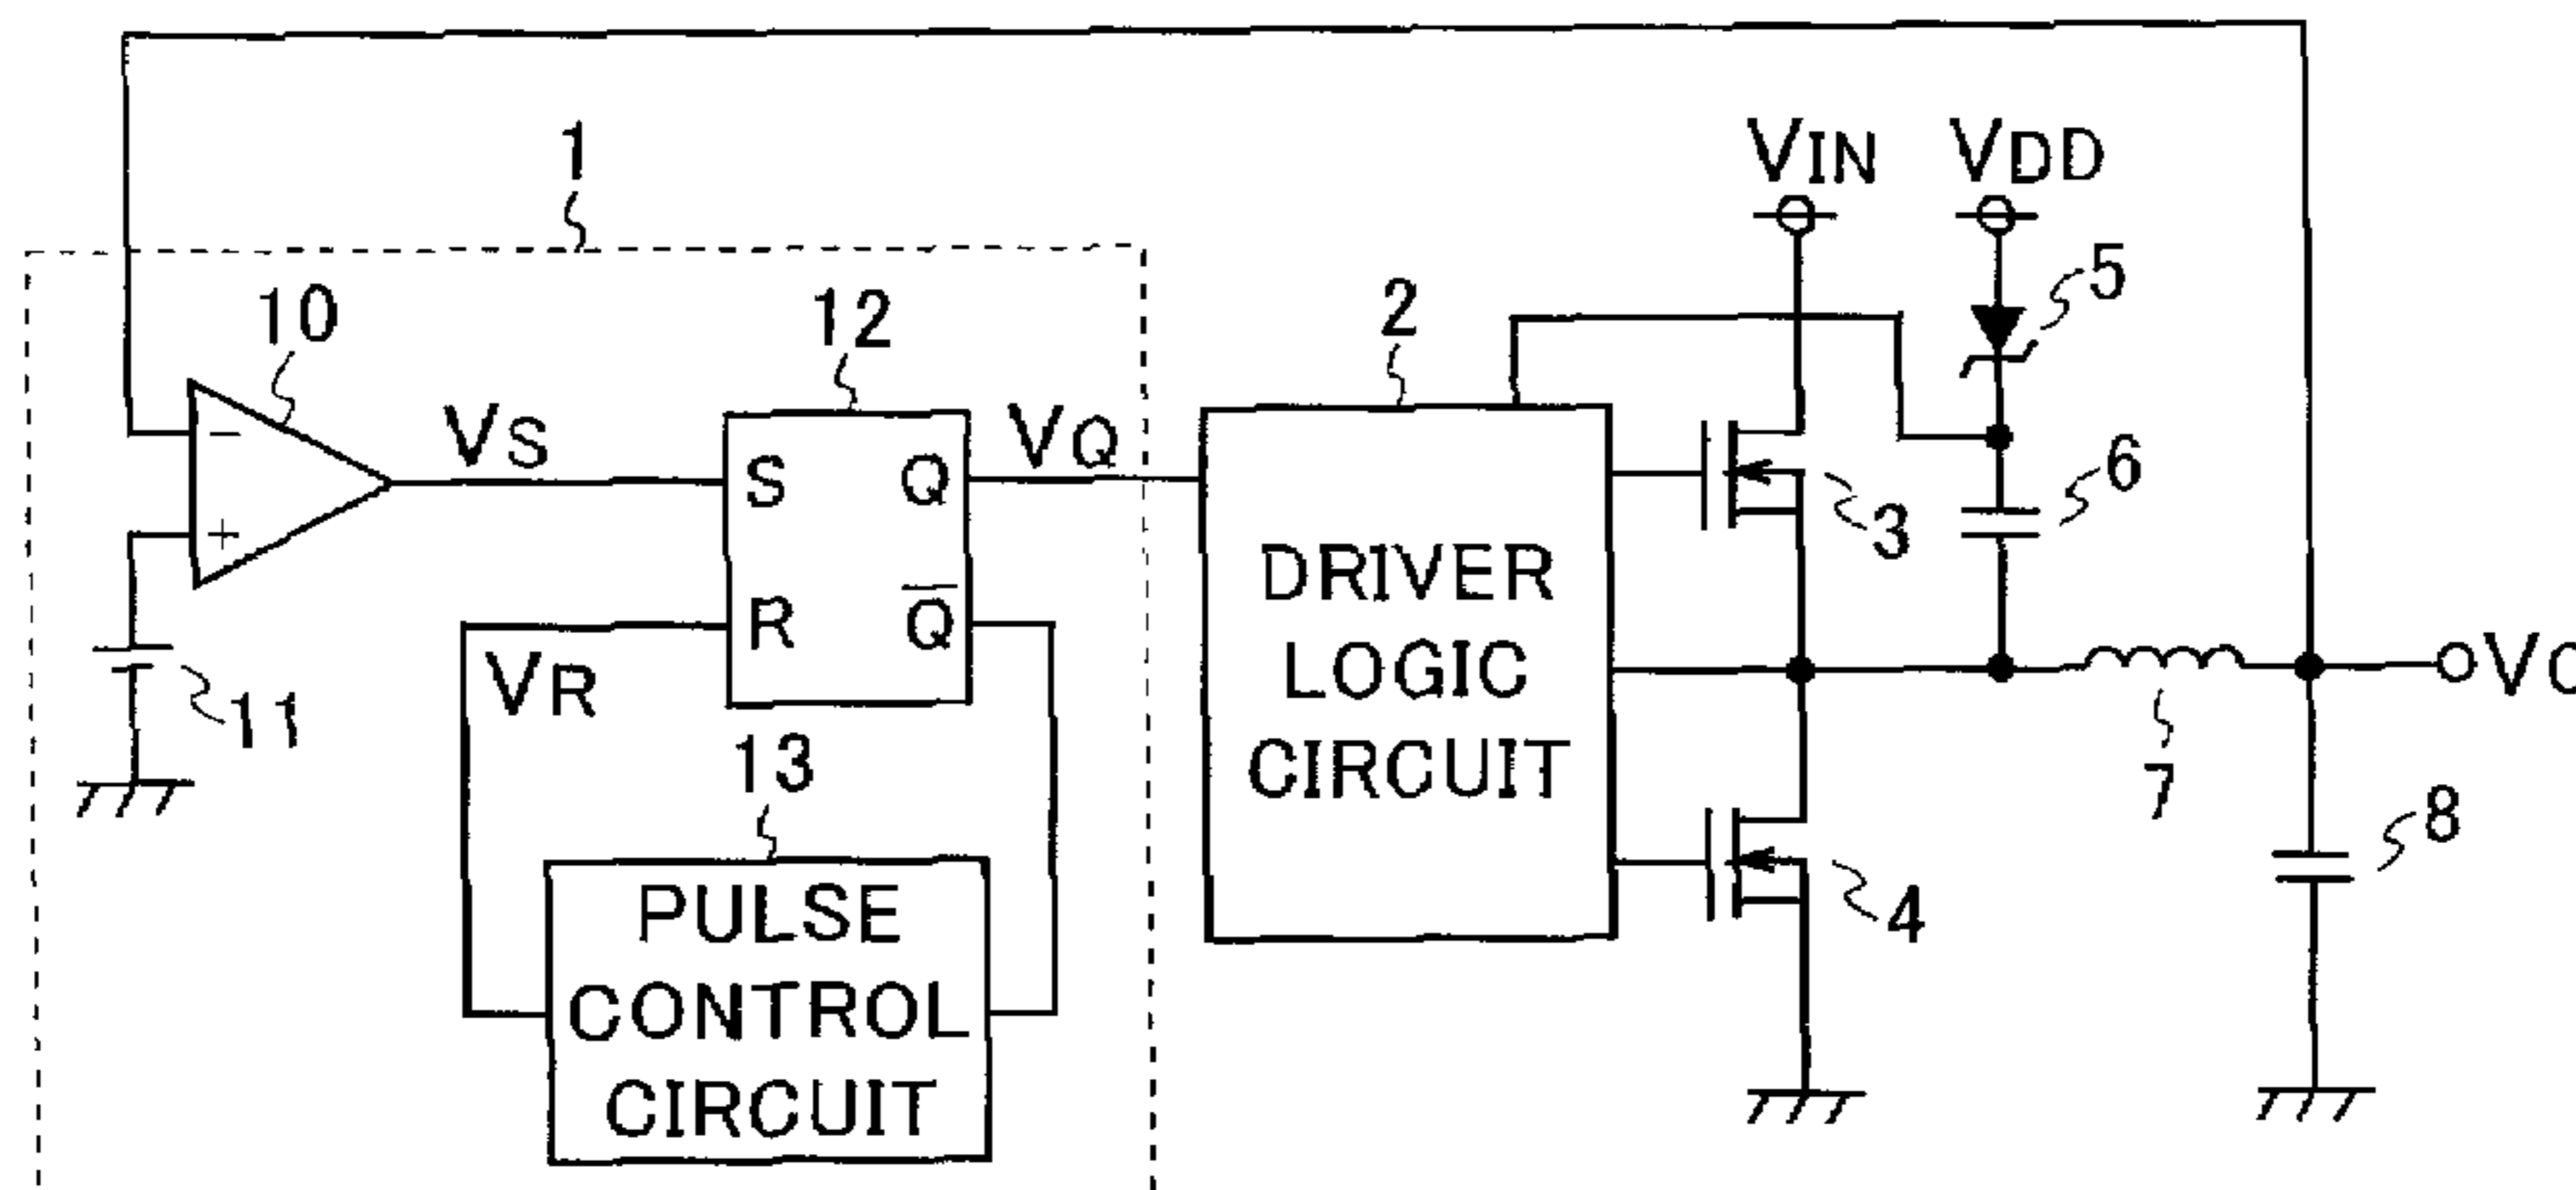 1
VIN
VDD
5
10
12
2
VS
VQ
−
+
S
Q
R
Q̅
VR
6
3
DRIVER
LOGIC
CIRCUIT
11
13
7
8
4
PULSE
CONTROL
CIRCUIT